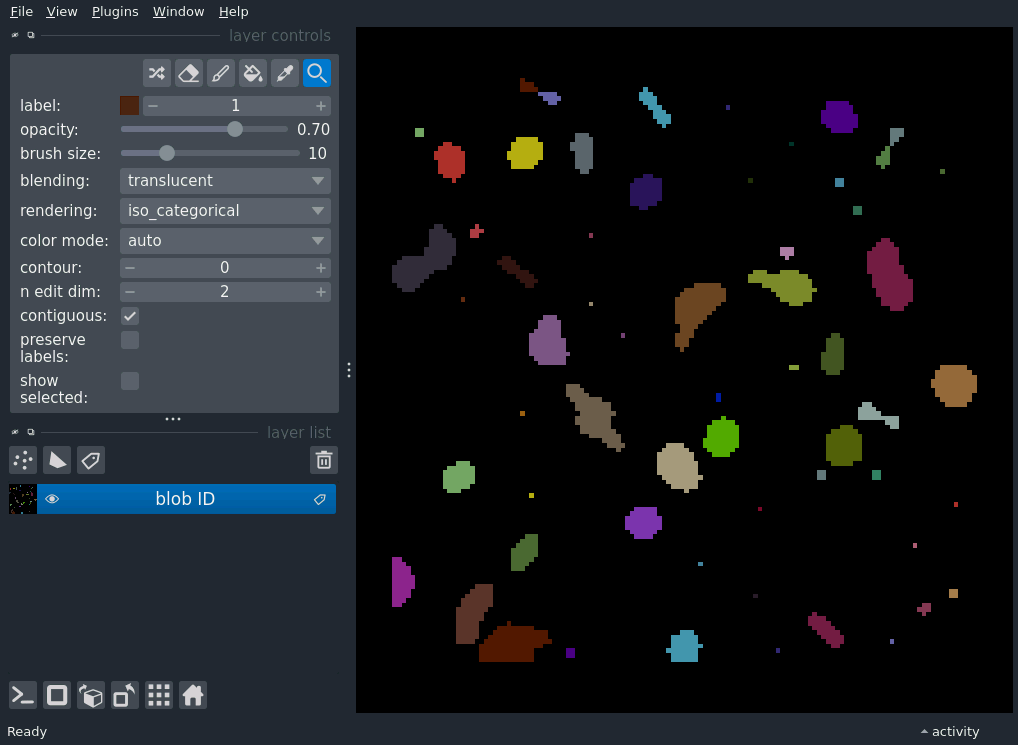 File View Plugins Window Help
layer controls
label: 1
opacity: 0.70
brush size: 10
blending: translucent
rendering: iso_categorical
color mode: auto
contour: 0
n edit dim: 2
contiguous:
preserve
labels:
show
selected:
layer list
blob ID
Ready activity